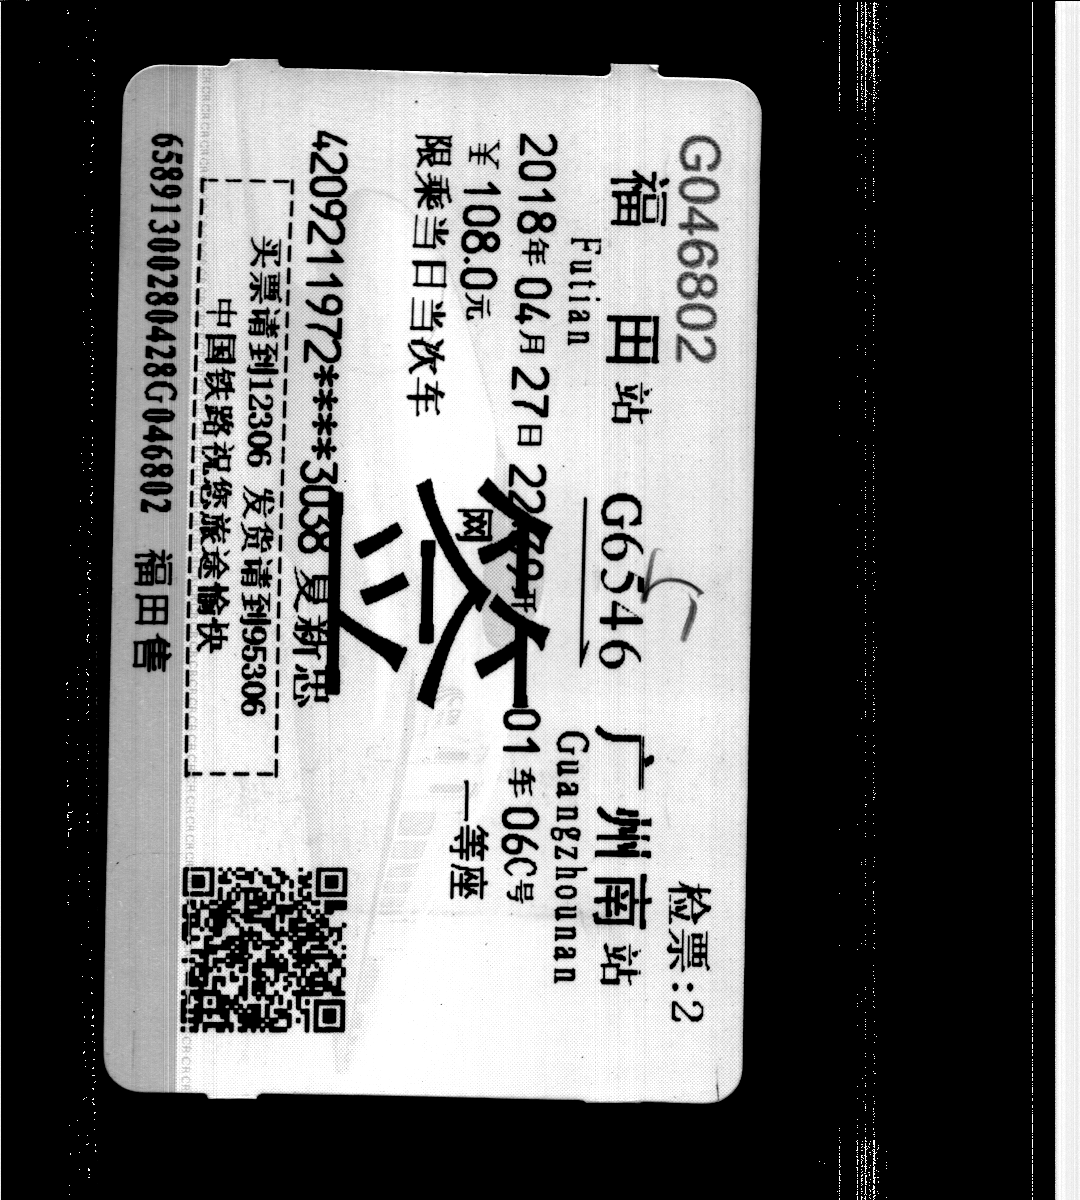 G046802 检票:2
福田站 G6546 广州南站
Futian Guangzhounan
2018年04月27日 22:39开 01车06C号
¥108.0元 网 一等座
限乘当日当次车
签
4209211972****3038 夏新忠
买票请到12306 发货请到95306
中国铁路祝您旅途愉快
65891300280428G046802 福田售